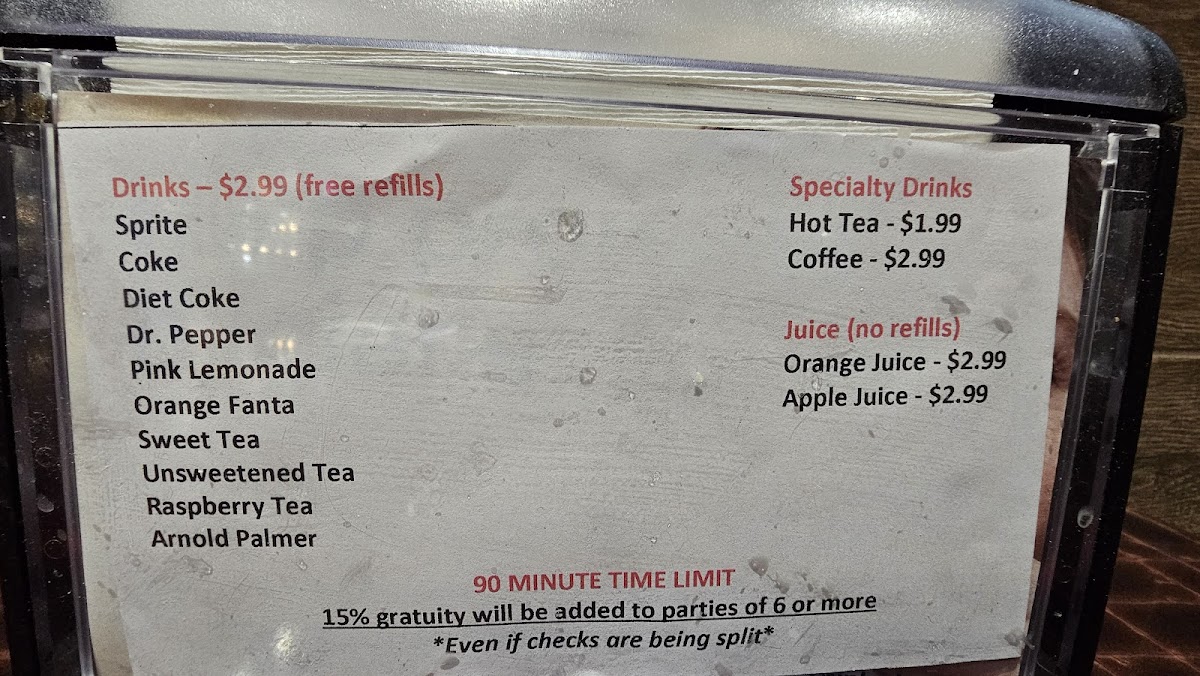 Drinks – $2.99 (free refills)
Sprite
Coke
Diet Coke
Dr. Pepper
Pink Lemonade
Orange Fanta
Sweet Tea
Unsweetened Tea
Raspberry Tea
Arnold Palmer
Specialty Drinks
Hot Tea - $1.99
Coffee - $2.99
Juice (no refills)
Orange Juice - $2.99
Apple Juice - $2.99
90 MINUTE TIME LIMIT
15% gratuity will be added to parties of 6 or more
*Even if checks are being split*